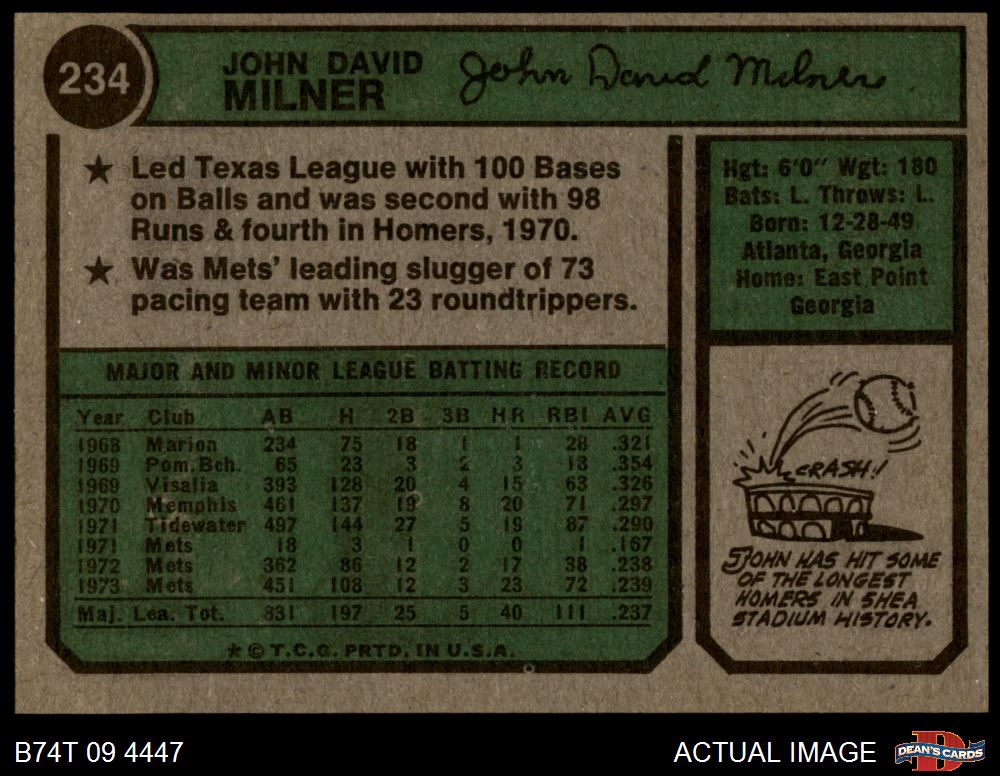 234
JOHN DAVID
MILNER
John David Milner
★ Led Texas League with 100 Bases
on Balls and was second with 98
Runs & fourth in Homers, 1970.
★ Was Mets' leading slugger of 73
pacing team with 23 roundtrippers.
Hgt: 6'0" Wgt: 180
Bats: L. Throws: L.
Born: 12-28-49
Atlanta, Georgia
Home: East Point
Georgia
MAJOR AND MINOR LEAGUE BATTING RECORD
Year Club AB H 2B 3B HR RBI AVG
1968 Marion 234 75 18 1 1 28 .321
1969 Pom. Bch. 65 23 3 2 3 13 .354
1969 Visalia 393 128 20 4 15 63 .326
1970 Memphis 461 137 19 8 20 71 .297
1971 Tidewater 497 144 27 5 19 87 .290
1971 Mets 18 3 1 0 0 1 .167
1972 Mets 362 86 12 2 17 38 .238
1973 Mets 451 108 12 3 23 72 .239
Maj. Lea. Tot. 831 197 25 5 40 111 .237
★ © T.C.G. PRTD. IN U.S.A.
CRASH!
JOHN HAS HIT SOME
OF THE LONGEST
HOMERS IN SHEA
STADIUM HISTORY.
B74T 09 4447
ACTUAL IMAGE
D
DEAN'S CARDS